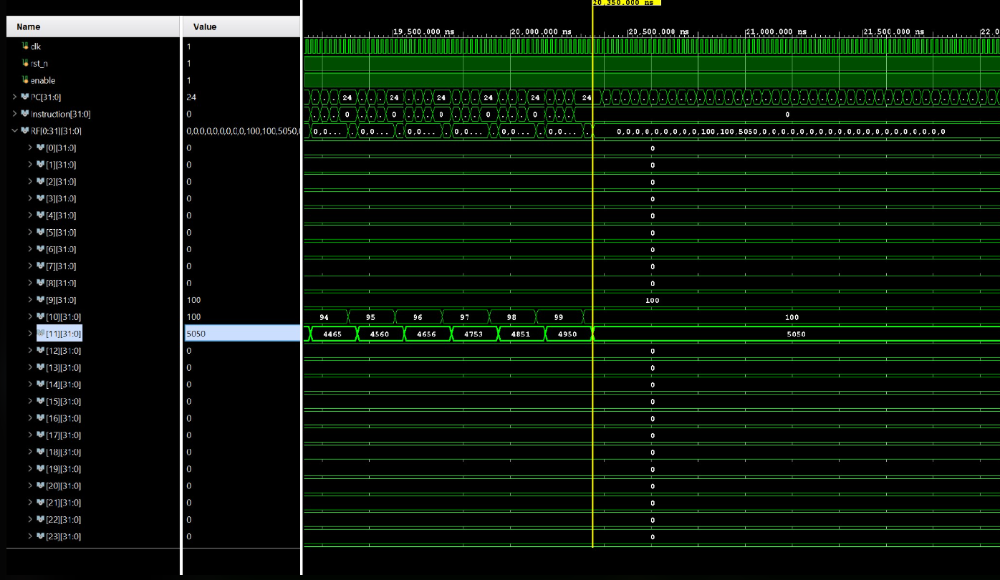 20,350.000 ns
Name Value
19,500.000 ns 20,000.000 ns 20,500.000 ns 21,000.000 ns 21,500.000 ns 22,0
clk 1
rst_n 1
enable 1
PC[31:0] 24 24 24 24 24 24 24
Instruction[31:0] 0 0 0 0 0 0 0
RF[0:31][31:0] 0,0,0,0,0,0,0,0,0,100,100,5050,0 0,0... 0,0... 0,0... 0,0... 0,0... 0,0... 0,0,0,0,0,0,0,0,0,100,100,5050,0,0,0,0,0,0,0,0,0,0,0,0,0,0,0,0,0,0,0,0
[0][31:0] 0 0
[1][31:0] 0 0
[2][31:0] 0 0
[3][31:0] 0 0
[4][31:0] 0 0
[5][31:0] 0 0
[6][31:0] 0 0
[7][31:0] 0 0
[8][31:0] 0 0
[9][31:0] 100 100
[10][31:0] 100 94 95 96 97 98 99 100
[11][31:0] 5050 4465 4560 4656 4753 4851 4950 5050
[12][31:0] 0 0
[13][31:0] 0 0
[14][31:0] 0 0
[15][31:0] 0 0
[16][31:0] 0 0
[17][31:0] 0 0
[18][31:0] 0 0
[19][31:0] 0 0
[20][31:0] 0 0
[21][31:0] 0 0
[22][31:0] 0 0
[23][31:0] 0 0